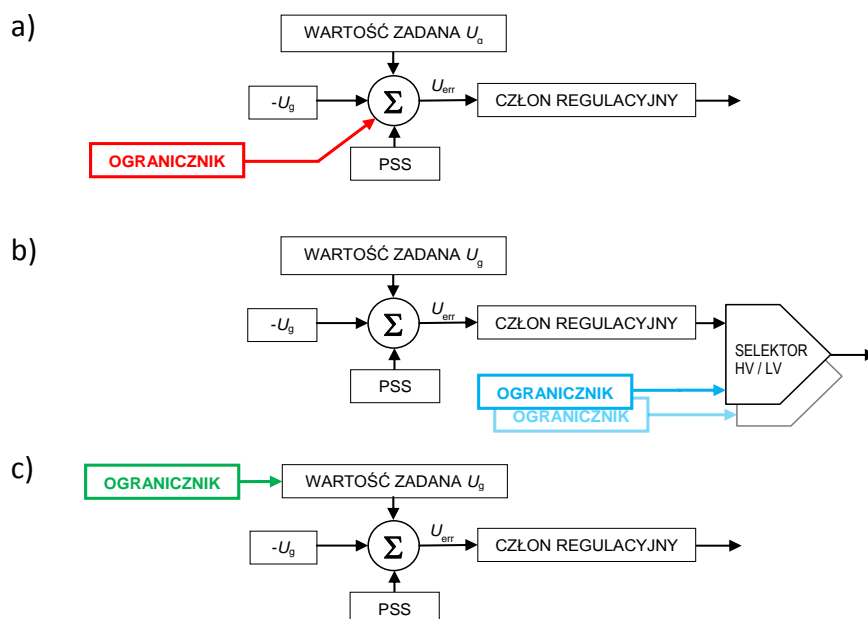 a)
WARTOŚĆ ZADANA Ug
-Ug
Σ
Uerr
CZŁON REGULACYJNY
OGRANICZNIK
PSS
b)
WARTOŚĆ ZADANA Ug
-Ug
Σ
Uerr
CZŁON REGULACYJNY
SELEKTOR
HV / LV
OGRANICZNIK
OGRANICZNIK
PSS
c)
OGRANICZNIK
WARTOŚĆ ZADANA Ug
-Ug
Σ
Uerr
CZŁON REGULACYJNY
PSS